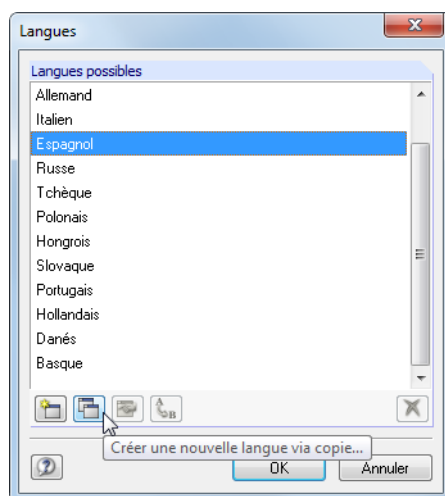 Langues
Langues possibles
Allemand
Italien
Espagnol
Russe
Tchèque
Polonais
Hongrois
Slovaque
Portugais
Hollandais
Danés
Basque
A B
Créer une nouvelle langue via copie...
OK
Annuler